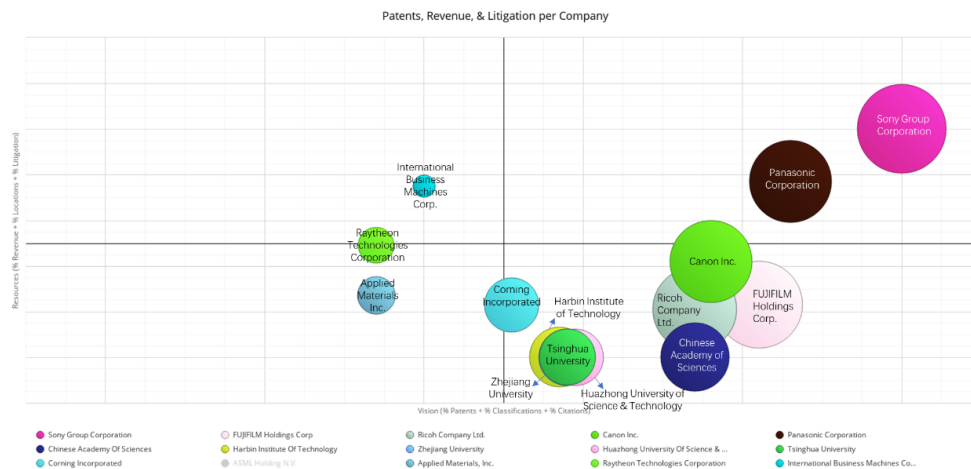 Patents, Revenue, & Litigation per Company
Resources (% Revenue + % Locations + % Litigation)
Sony Group
Corporation
Panasonic
Corporation
International
Business
Machines
Corp.
Raytheon
Technologies
Corporation
Canon Inc.
Applied
Materials
Inc.
Corning
Incorporated
Harbin Institute
of Technology
Ricoh
Company
Ltd.
FUJIFILM
Holdings
Corp.
Tsinghua
University
Chinese
Academy of
Sciences
Zhejiang
University
Huazhong University of
Science & Technology
Vision (% Patents + % Classifications + % Citations)
Sony Group Corporation
FUJIFILM Holdings Corp
Ricoh Company Ltd.
Canon Inc.
Panasonic Corporation
Chinese Academy Of Sciences
Harbin Institute Of Technology
Zhejiang University
Huazhong University Of Science & ...
Tsinghua University
Corning Incorporated
ASML Holding N.V.
Applied Materials, Inc.
Raytheon Technologies Corporation
International Business Machines Co...